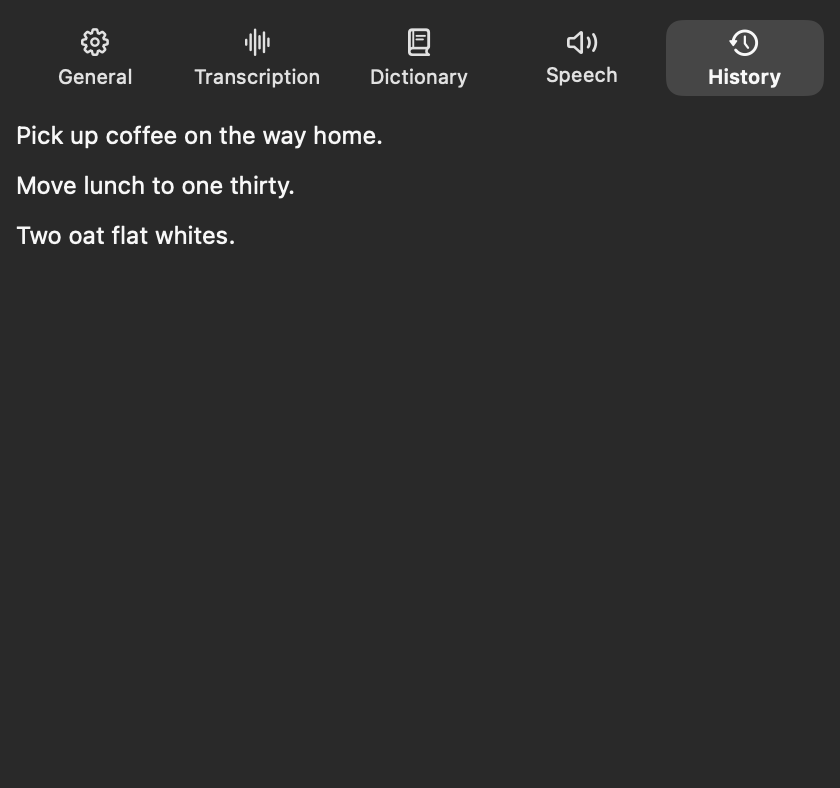 General
Transcription
Dictionary
Speech
History
Pick up coffee on the way home.
Move lunch to one thirty.
Two oat flat whites.